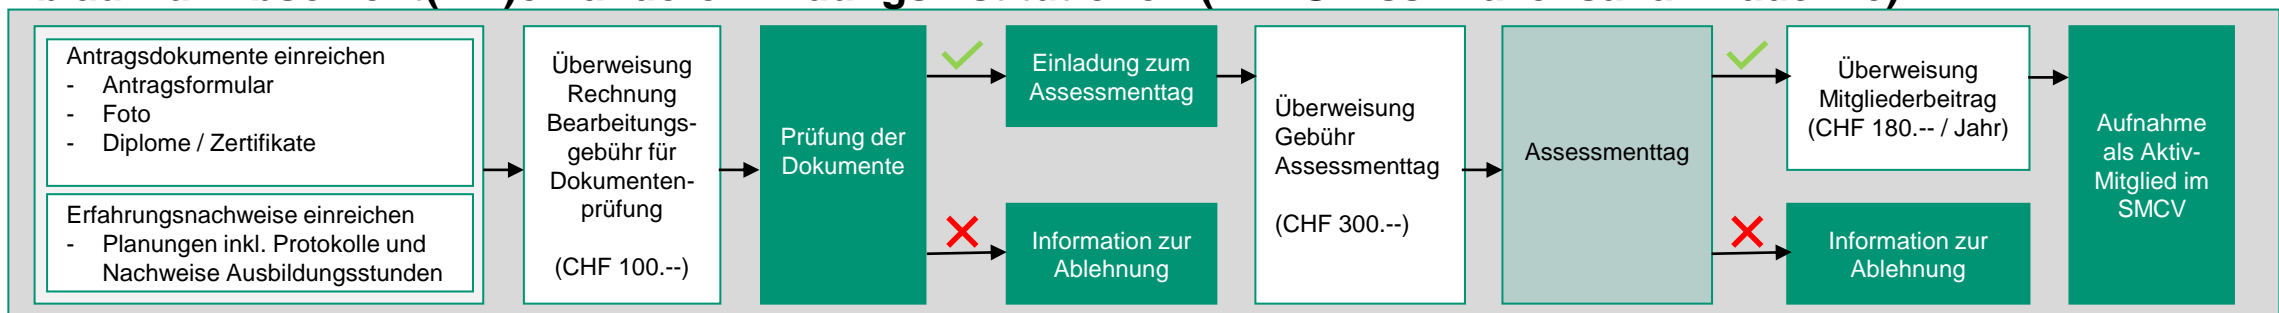 Antragsdokumente einreichen
- Antragsformular
- Foto
- Diplome / Zertifikate
Erfahrungsnachweise einreichen
- Planungen inkl. Protokolle und
Nachweise Ausbildungsstunden
Überweisung
Rechnung
Bearbeitungs-
gebühr für
Dokumenten-
prüfung
(CHF 100.--)
Prüfung der
Dokumente
Einladung zum
Assessmenttag
Information zur
Ablehnung
Überweisung
Gebühr
Assessmenttag
(CHF 300.--)
Assessmenttag
Überweisung
Mitgliederbeitrag
(CHF 180.-- / Jahr)
Information zur
Ablehnung
Aufnahme
als Aktiv-
Mitglied im
SMCV